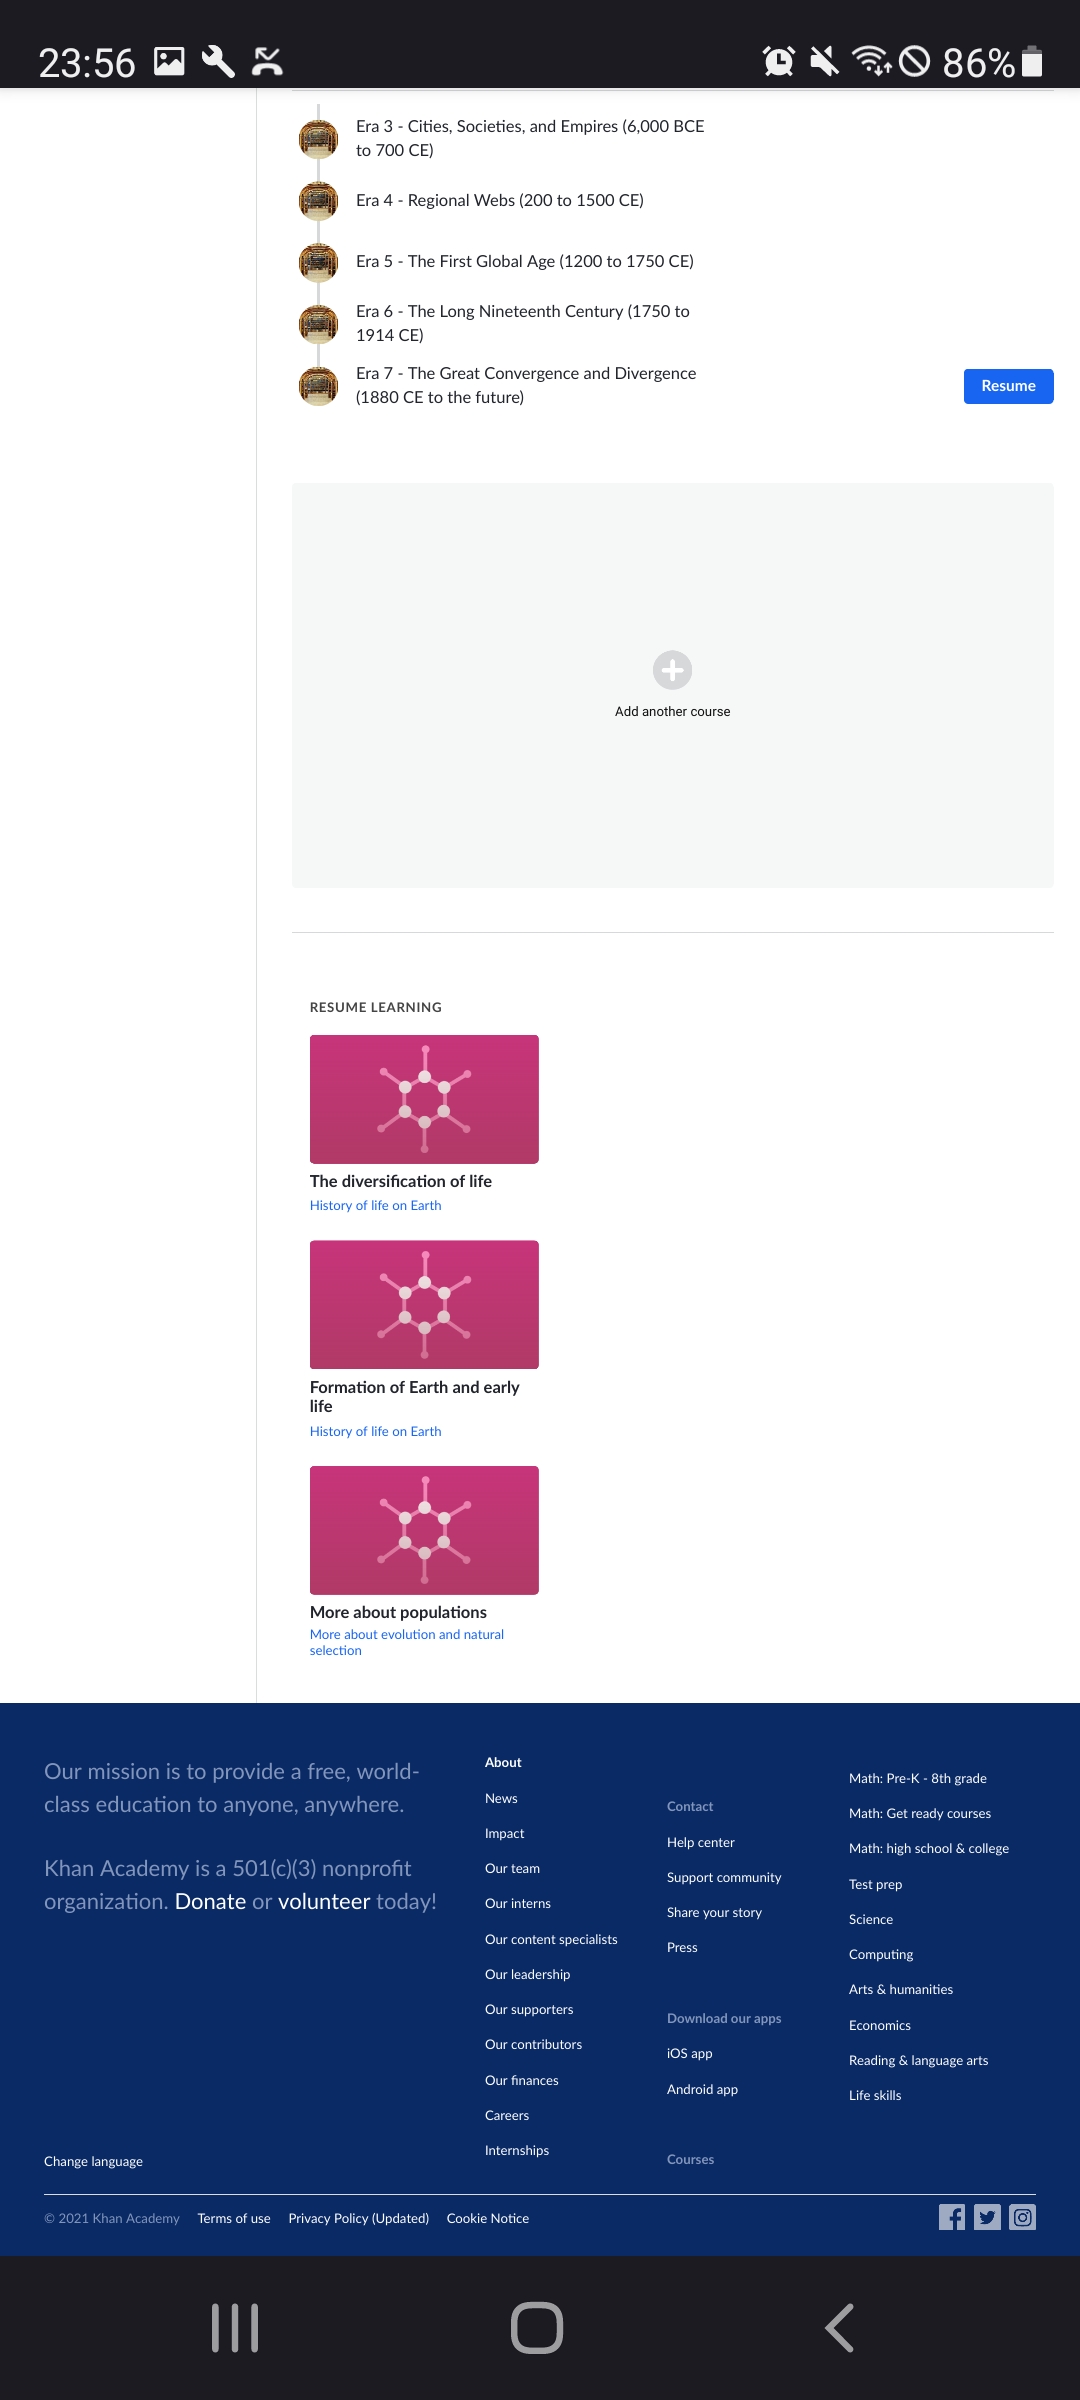 23:56
86%
Era 3 - Cities, Societies, and Empires (6,000 BCE
to 700 CE)
Era 4 - Regional Webs (200 to 1500 CE)
Era 5 - The First Global Age (1200 to 1750 CE)
Era 6 - The Long Nineteenth Century (1750 to
1914 CE)
Era 7 - The Great Convergence and Divergence
(1880 CE to the future)
Resume
Add another course
RESUME LEARNING
The diversification of life
History of life on Earth
Formation of Earth and early
life
History of life on Earth
More about populations
More about evolution and natural
selection
Our mission is to provide a free, world-
class education to anyone, anywhere.
Khan Academy is a 501(c)(3) nonprofit
organization. Donate or volunteer today!
Change language
About
News
Impact
Our team
Our interns
Our content specialists
Our leadership
Our supporters
Our contributors
Our finances
Careers
Internships
Contact
Help center
Support community
Share your story
Press
Download our apps
iOS app
Android app
Courses
Math: Pre-K - 8th grade
Math: Get ready courses
Math: high school & college
Test prep
Science
Computing
Arts & humanities
Economics
Reading & language arts
Life skills
© 2021 Khan Academy
Terms of use
Privacy Policy (Updated)
Cookie Notice